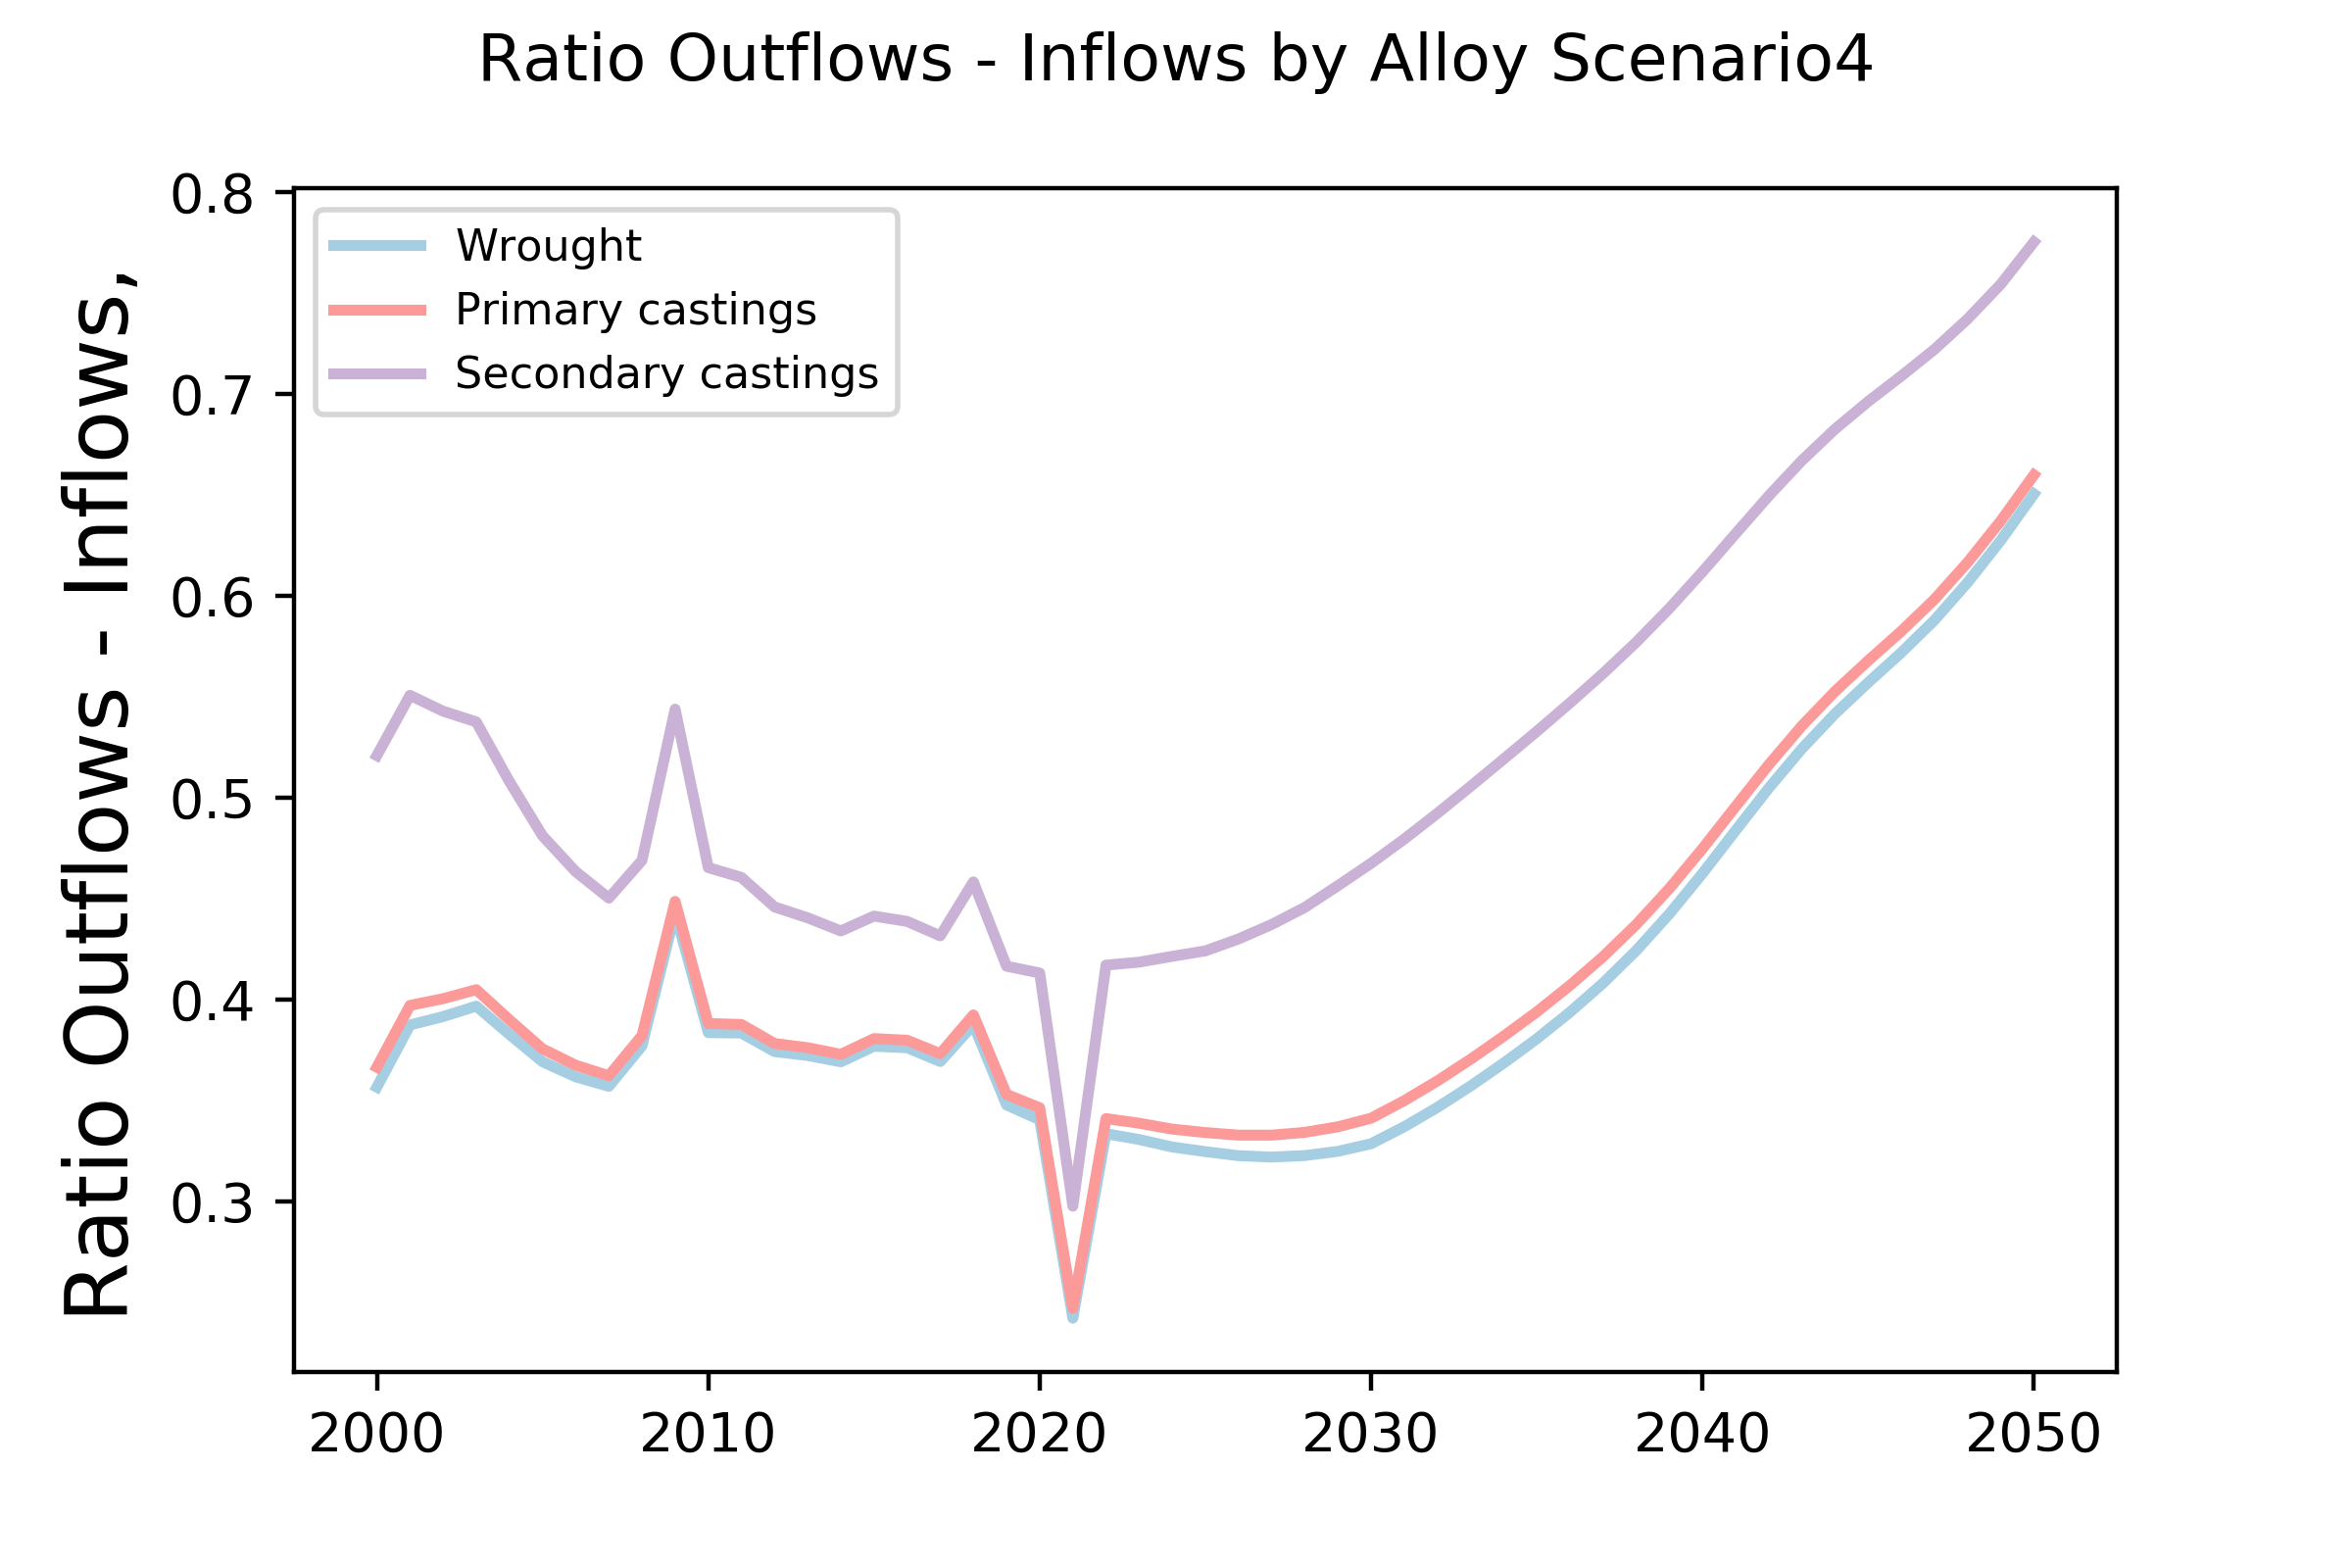 Ratio Outflows - Inflows by Alloy Scenario4
Ratio Outflows - Inflows,
0.8
0.7
0.6
0.5
0.4
0.3
Wrought
Primary castings
Secondary castings
2000 2010 2020 2030 2040 2050